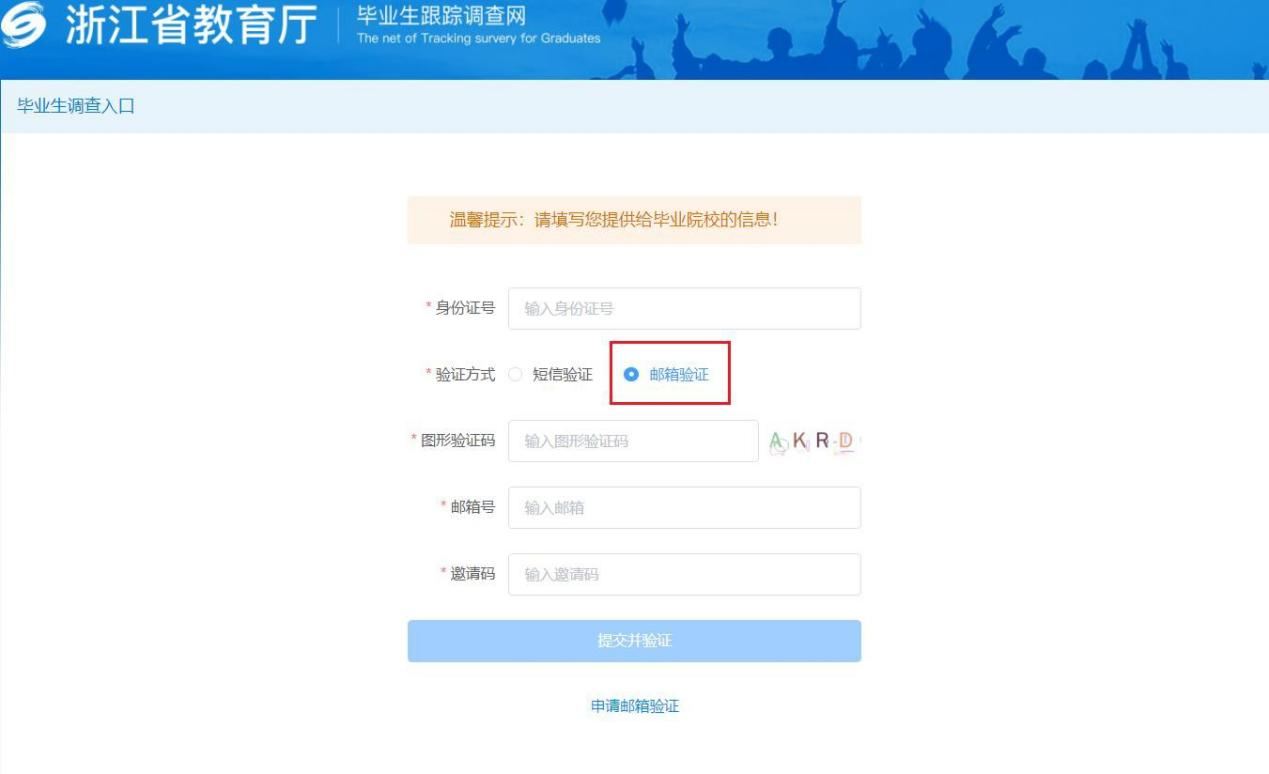 浙江省教育厅
毕业生跟踪调查网
The net of Tracking survery for Graduates
毕业生调查入口
温馨提示：请填写您提供给毕业院校的信息！
* 身份证号 输入身份证号
* 验证方式 短信验证 邮箱验证
* 图形验证码 输入图形验证码 AKRD
* 邮箱号 输入邮箱
* 邀请码 输入邀请码
提交并验证
申请邮箱验证